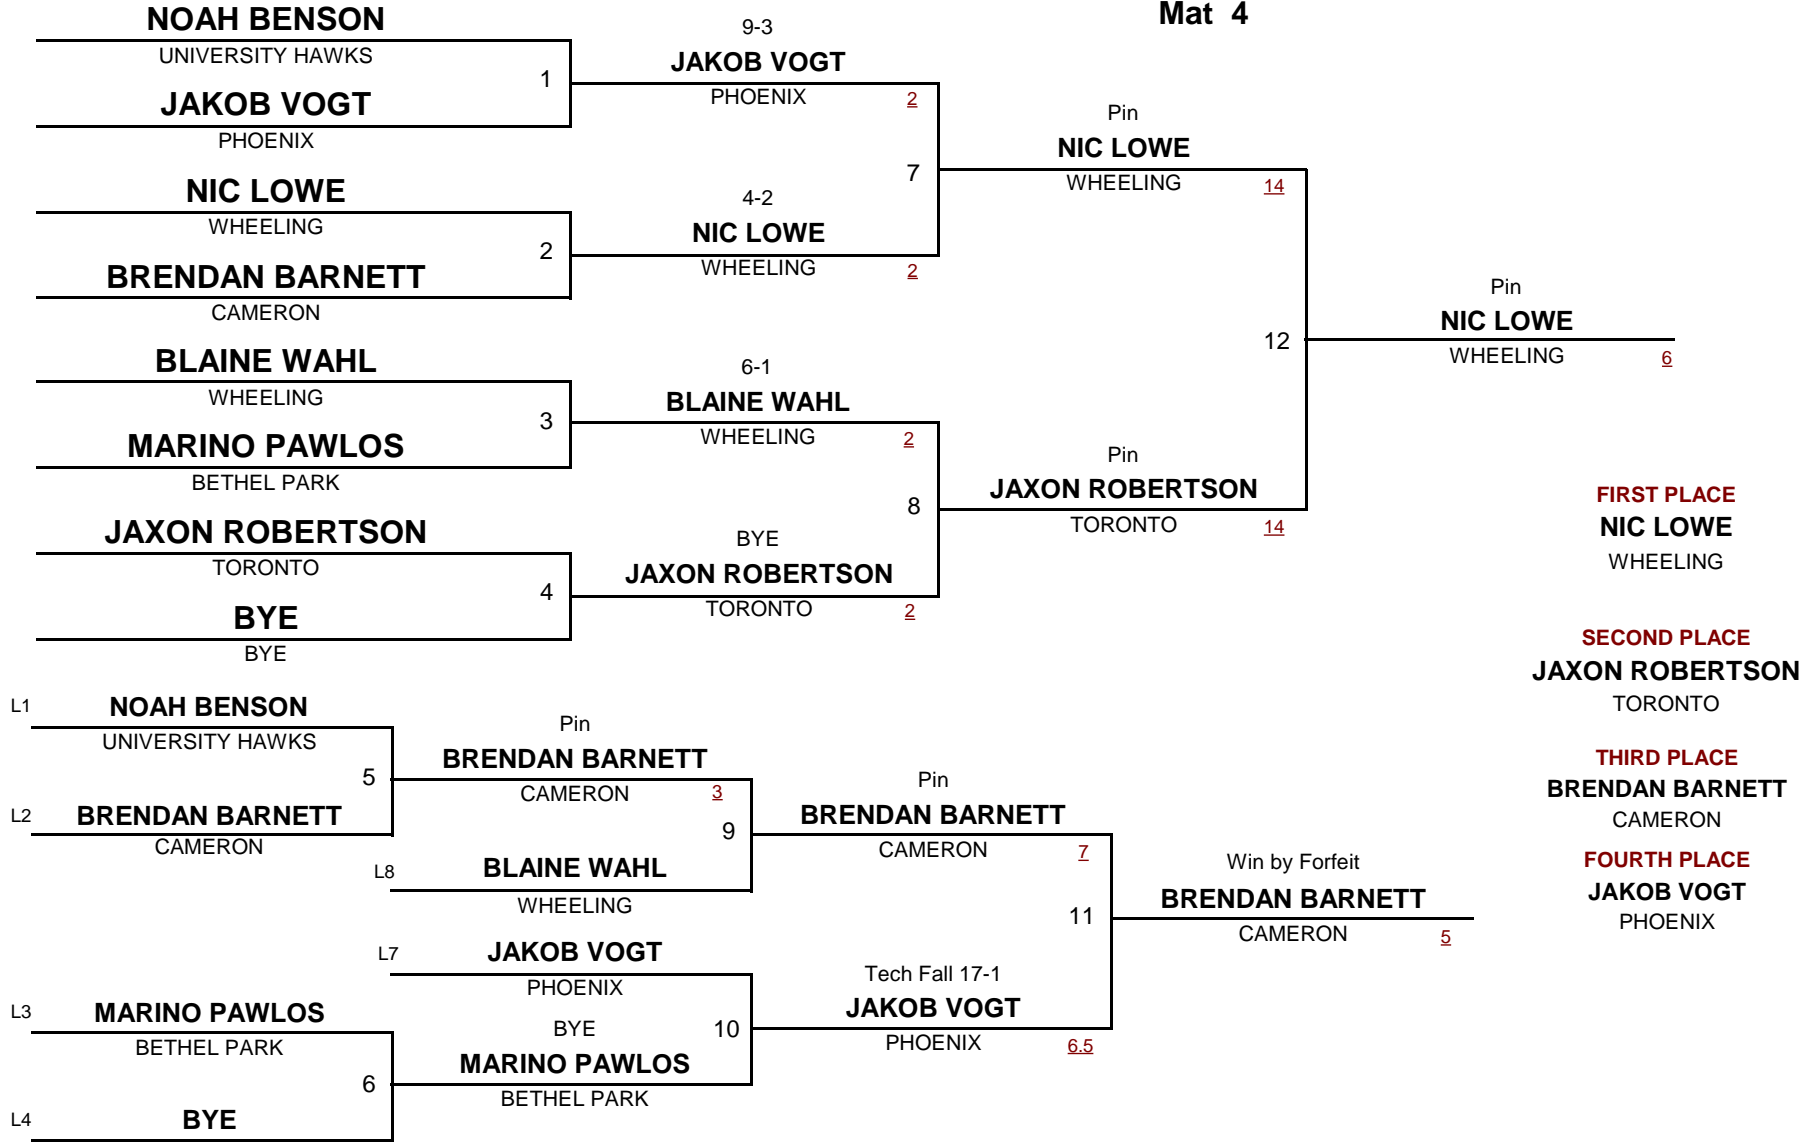 Mat 4
NOAH BENSON
UNIVERSITY HAWKS
1
JAKOB VOGT
PHOENIX
9-3
JAKOB VOGT
PHOENIX
2
NIC LOWE
WHEELING
2
BRENDAN BARNETT
CAMERON
4-2
NIC LOWE
WHEELING
2
7
Pin
NIC LOWE
WHEELING
14
BLAINE WAHL
WHEELING
3
MARINO PAWLOS
BETHEL PARK
6-1
BLAINE WAHL
WHEELING
2
JAXON ROBERTSON
TORONTO
4
BYE
BYE
BYE
JAXON ROBERTSON
TORONTO
2
8
Pin
JAXON ROBERTSON
TORONTO
14
12
Pin
NIC LOWE
WHEELING
6
FIRST PLACE
NIC LOWE
WHEELING
SECOND PLACE
JAXON ROBERTSON
TORONTO
THIRD PLACE
BRENDAN BARNETT
CAMERON
FOURTH PLACE
JAKOB VOGT
PHOENIX
L1
NOAH BENSON
UNIVERSITY HAWKS
5
L2
BRENDAN BARNETT
CAMERON
Pin
BRENDAN BARNETT
CAMERON
3
9
L8
BLAINE WAHL
WHEELING
Pin
BRENDAN BARNETT
CAMERON
7
L7
JAKOB VOGT
PHOENIX
L3
MARINO PAWLOS
BETHEL PARK
6
L4
BYE
BYE
MARINO PAWLOS
BETHEL PARK
10
Tech Fall 17-1
JAKOB VOGT
PHOENIX
6.5
11
Win by Forfeit
BRENDAN BARNETT
CAMERON
5